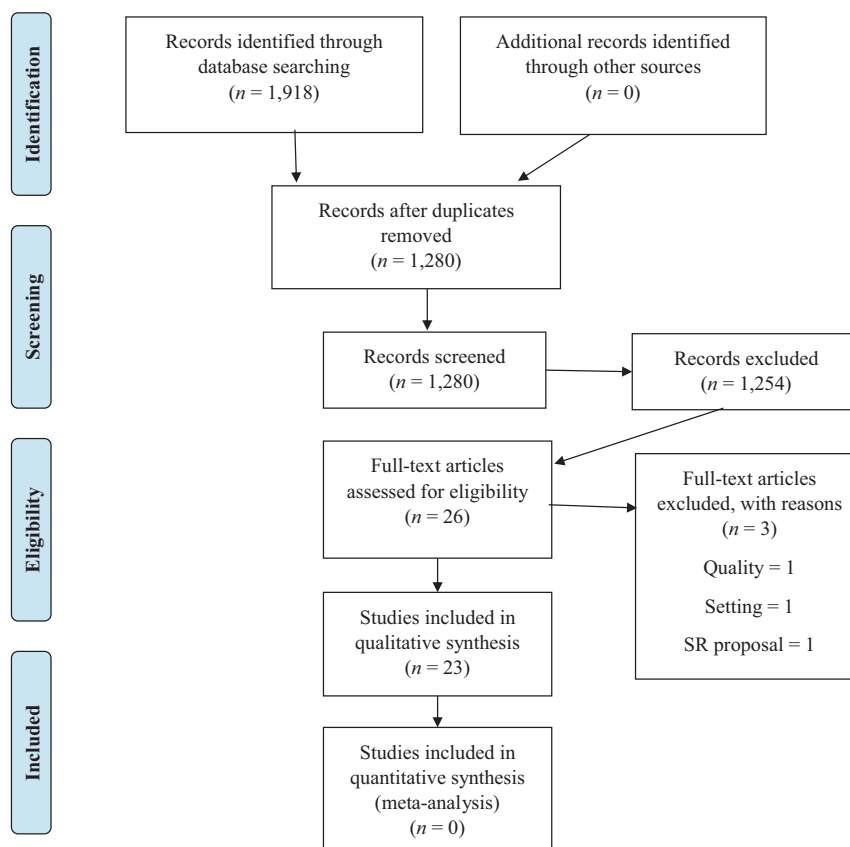 Identification
Records identified through
database searching
(n = 1,918)
Additional records identified
through other sources
(n = 0)
Records after duplicates
removed
(n = 1,280)
Screening
Records screened
(n = 1,280)
Records excluded
(n = 1,254)
Eligibility
Full-text articles
assessed for eligibility
(n = 26)
Full-text articles
excluded, with reasons
(n = 3)
Quality = 1
Setting = 1
SR proposal = 1
Studies included in
qualitative synthesis
(n = 23)
Included
Studies included in
quantitative synthesis
(meta-analysis)
(n = 0)